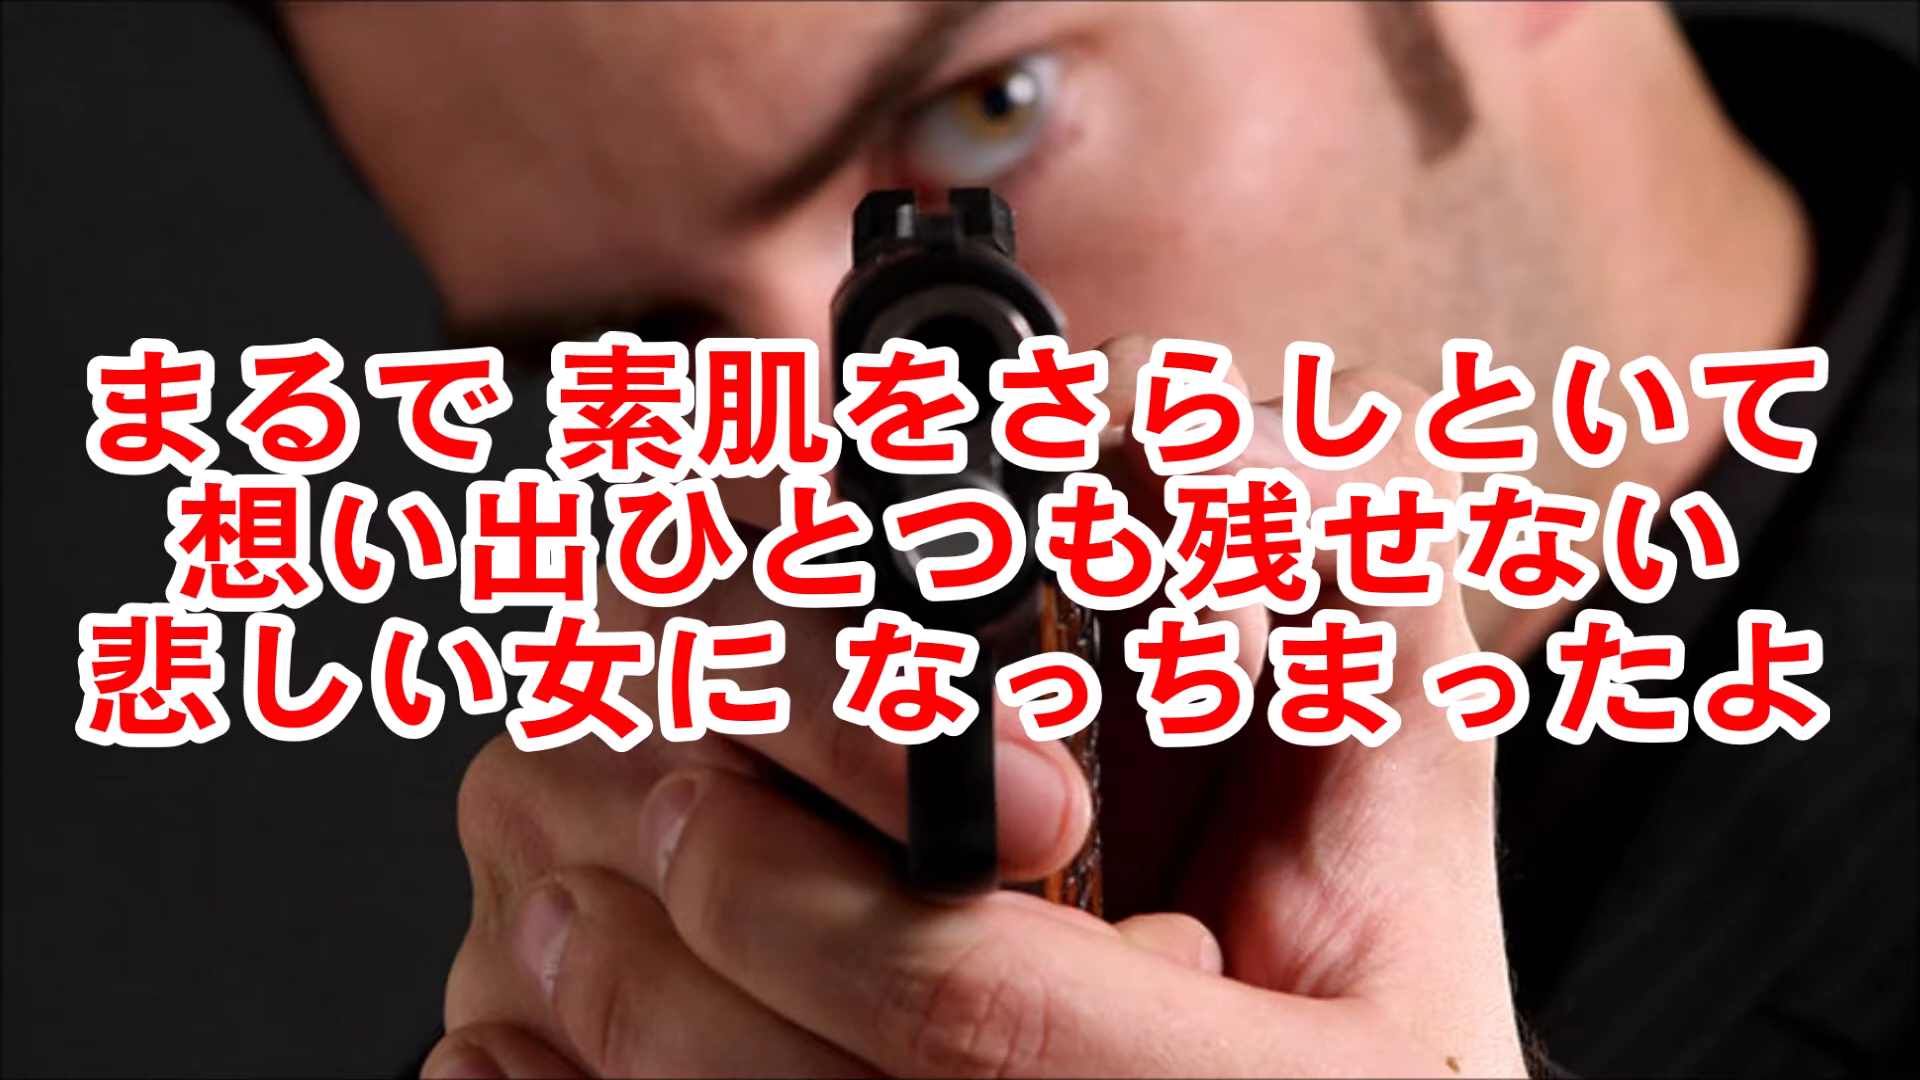 まるで 素肌をさらしといて
想い出ひとつも残せない
悲しい女に なっちまったよ